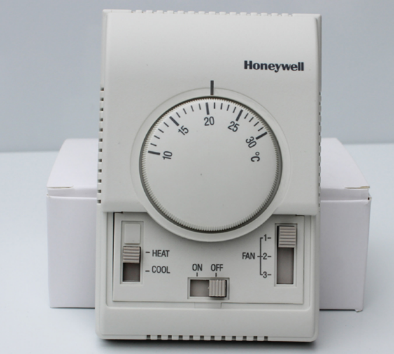 Honeywell
10 15 20 25 30 °C
HEAT
COOL
ON OFF
FAN
1
2
3